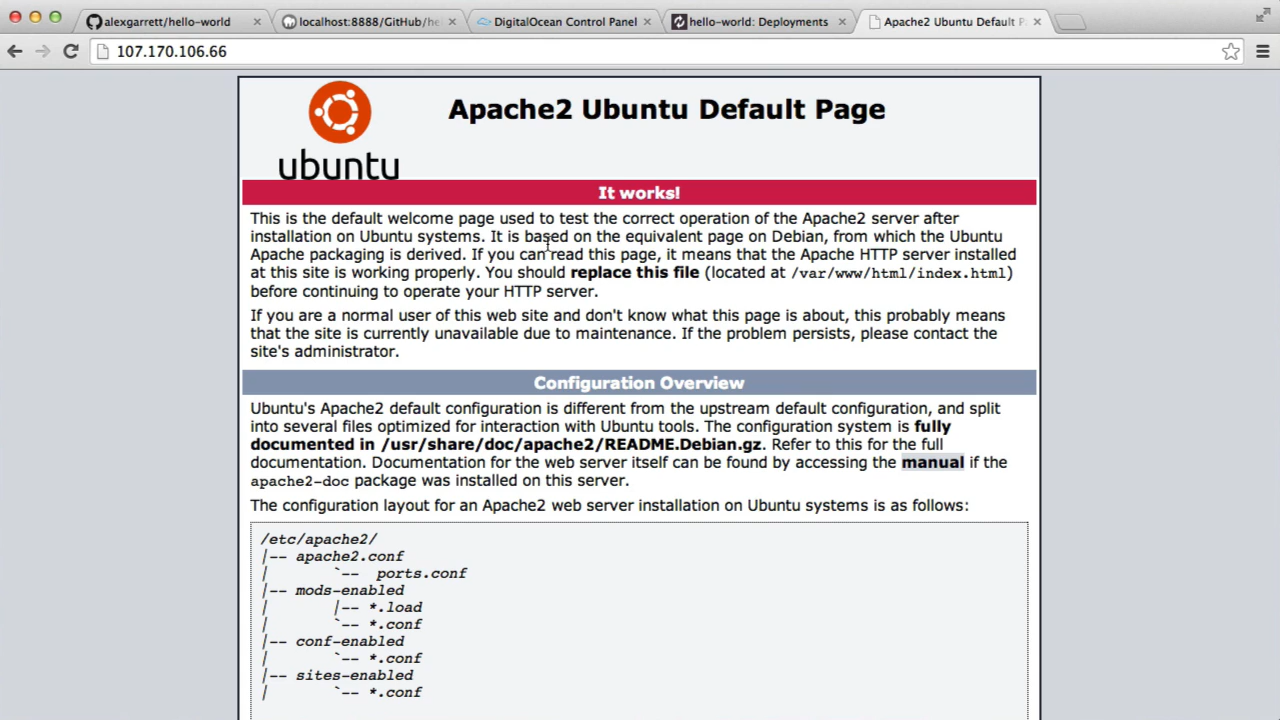 alexgarrett/hello-world
localhost:8888/GitHub/he
DigitalOcean Control Panel
hello-world: Deployments
Apache2 Ubuntu Default P
107.170.106.66
ubuntu
Apache2 Ubuntu Default Page
It works!
This is the default welcome page used to test the correct operation of the Apache2 server after
installation on Ubuntu systems. It is based on the equivalent page on Debian, from which the Ubuntu
Apache packaging is derived. If you can read this page, it means that the Apache HTTP server installed
at this site is working properly. You should replace this file (located at /var/www/html/index.html)
before continuing to operate your HTTP server.
If you are a normal user of this web site and don't know what this page is about, this probably means
that the site is currently unavailable due to maintenance. If the problem persists, please contact the
site's administrator.
Configuration Overview
Ubuntu's Apache2 default configuration is different from the upstream default configuration, and split
into several files optimized for interaction with Ubuntu tools. The configuration system is fully
documented in /usr/share/doc/apache2/README.Debian.gz. Refer to this for the full
documentation. Documentation for the web server itself can be found by accessing the manual if the
apache2-doc package was installed on this server.
The configuration layout for an Apache2 web server installation on Ubuntu systems is as follows:
/etc/apache2/
|-- apache2.conf
|       `--  ports.conf
|-- mods-enabled
|       |-- *.load
|       `-- *.conf
|-- conf-enabled
|       `-- *.conf
|-- sites-enabled
|       `-- *.conf